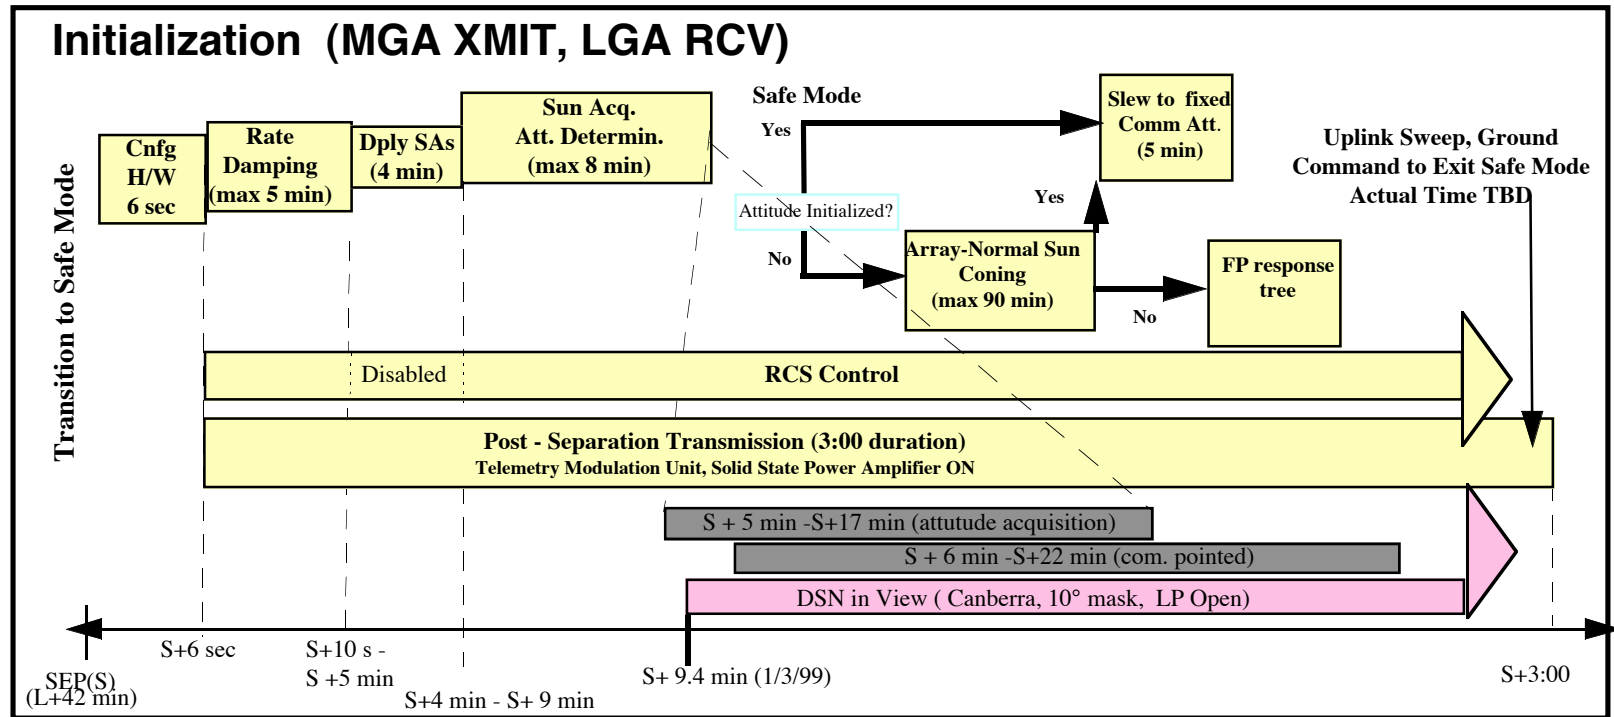 Initialization (MGA XMIT, LGA RCV)
Transition to Safe Mode
Cnfg
H/W
6 sec
Rate
Damping
(max 5 min)
Dply SAs
(4 min)
Sun Acq.
Att. Determin.
(max 8 min)
Safe Mode
Yes
Attitude Initialized?
No
Slew to fixed
Comm Att.
(5 min)
Yes
Array-Normal Sun
Coning
(max 90 min)
No
FP response
tree
Uplink Sweep, Ground
Command to Exit Safe Mode
Actual Time TBD
Disabled
RCS Control
Post - Separation Transmission (3:00 duration)
Telemetry Modulation Unit, Solid State Power Amplifier ON
S + 5 min -S+17 min (attutude acquisition)
S + 6 min -S+22 min (com. pointed)
DSN in View ( Canberra, 10° mask, LP Open)
SEP(S)
(L+42 min)
S+6 sec
S+10 s -
S +5 min
S+4 min - S+ 9 min
S+ 9.4 min (1/3/99)
S+3:00